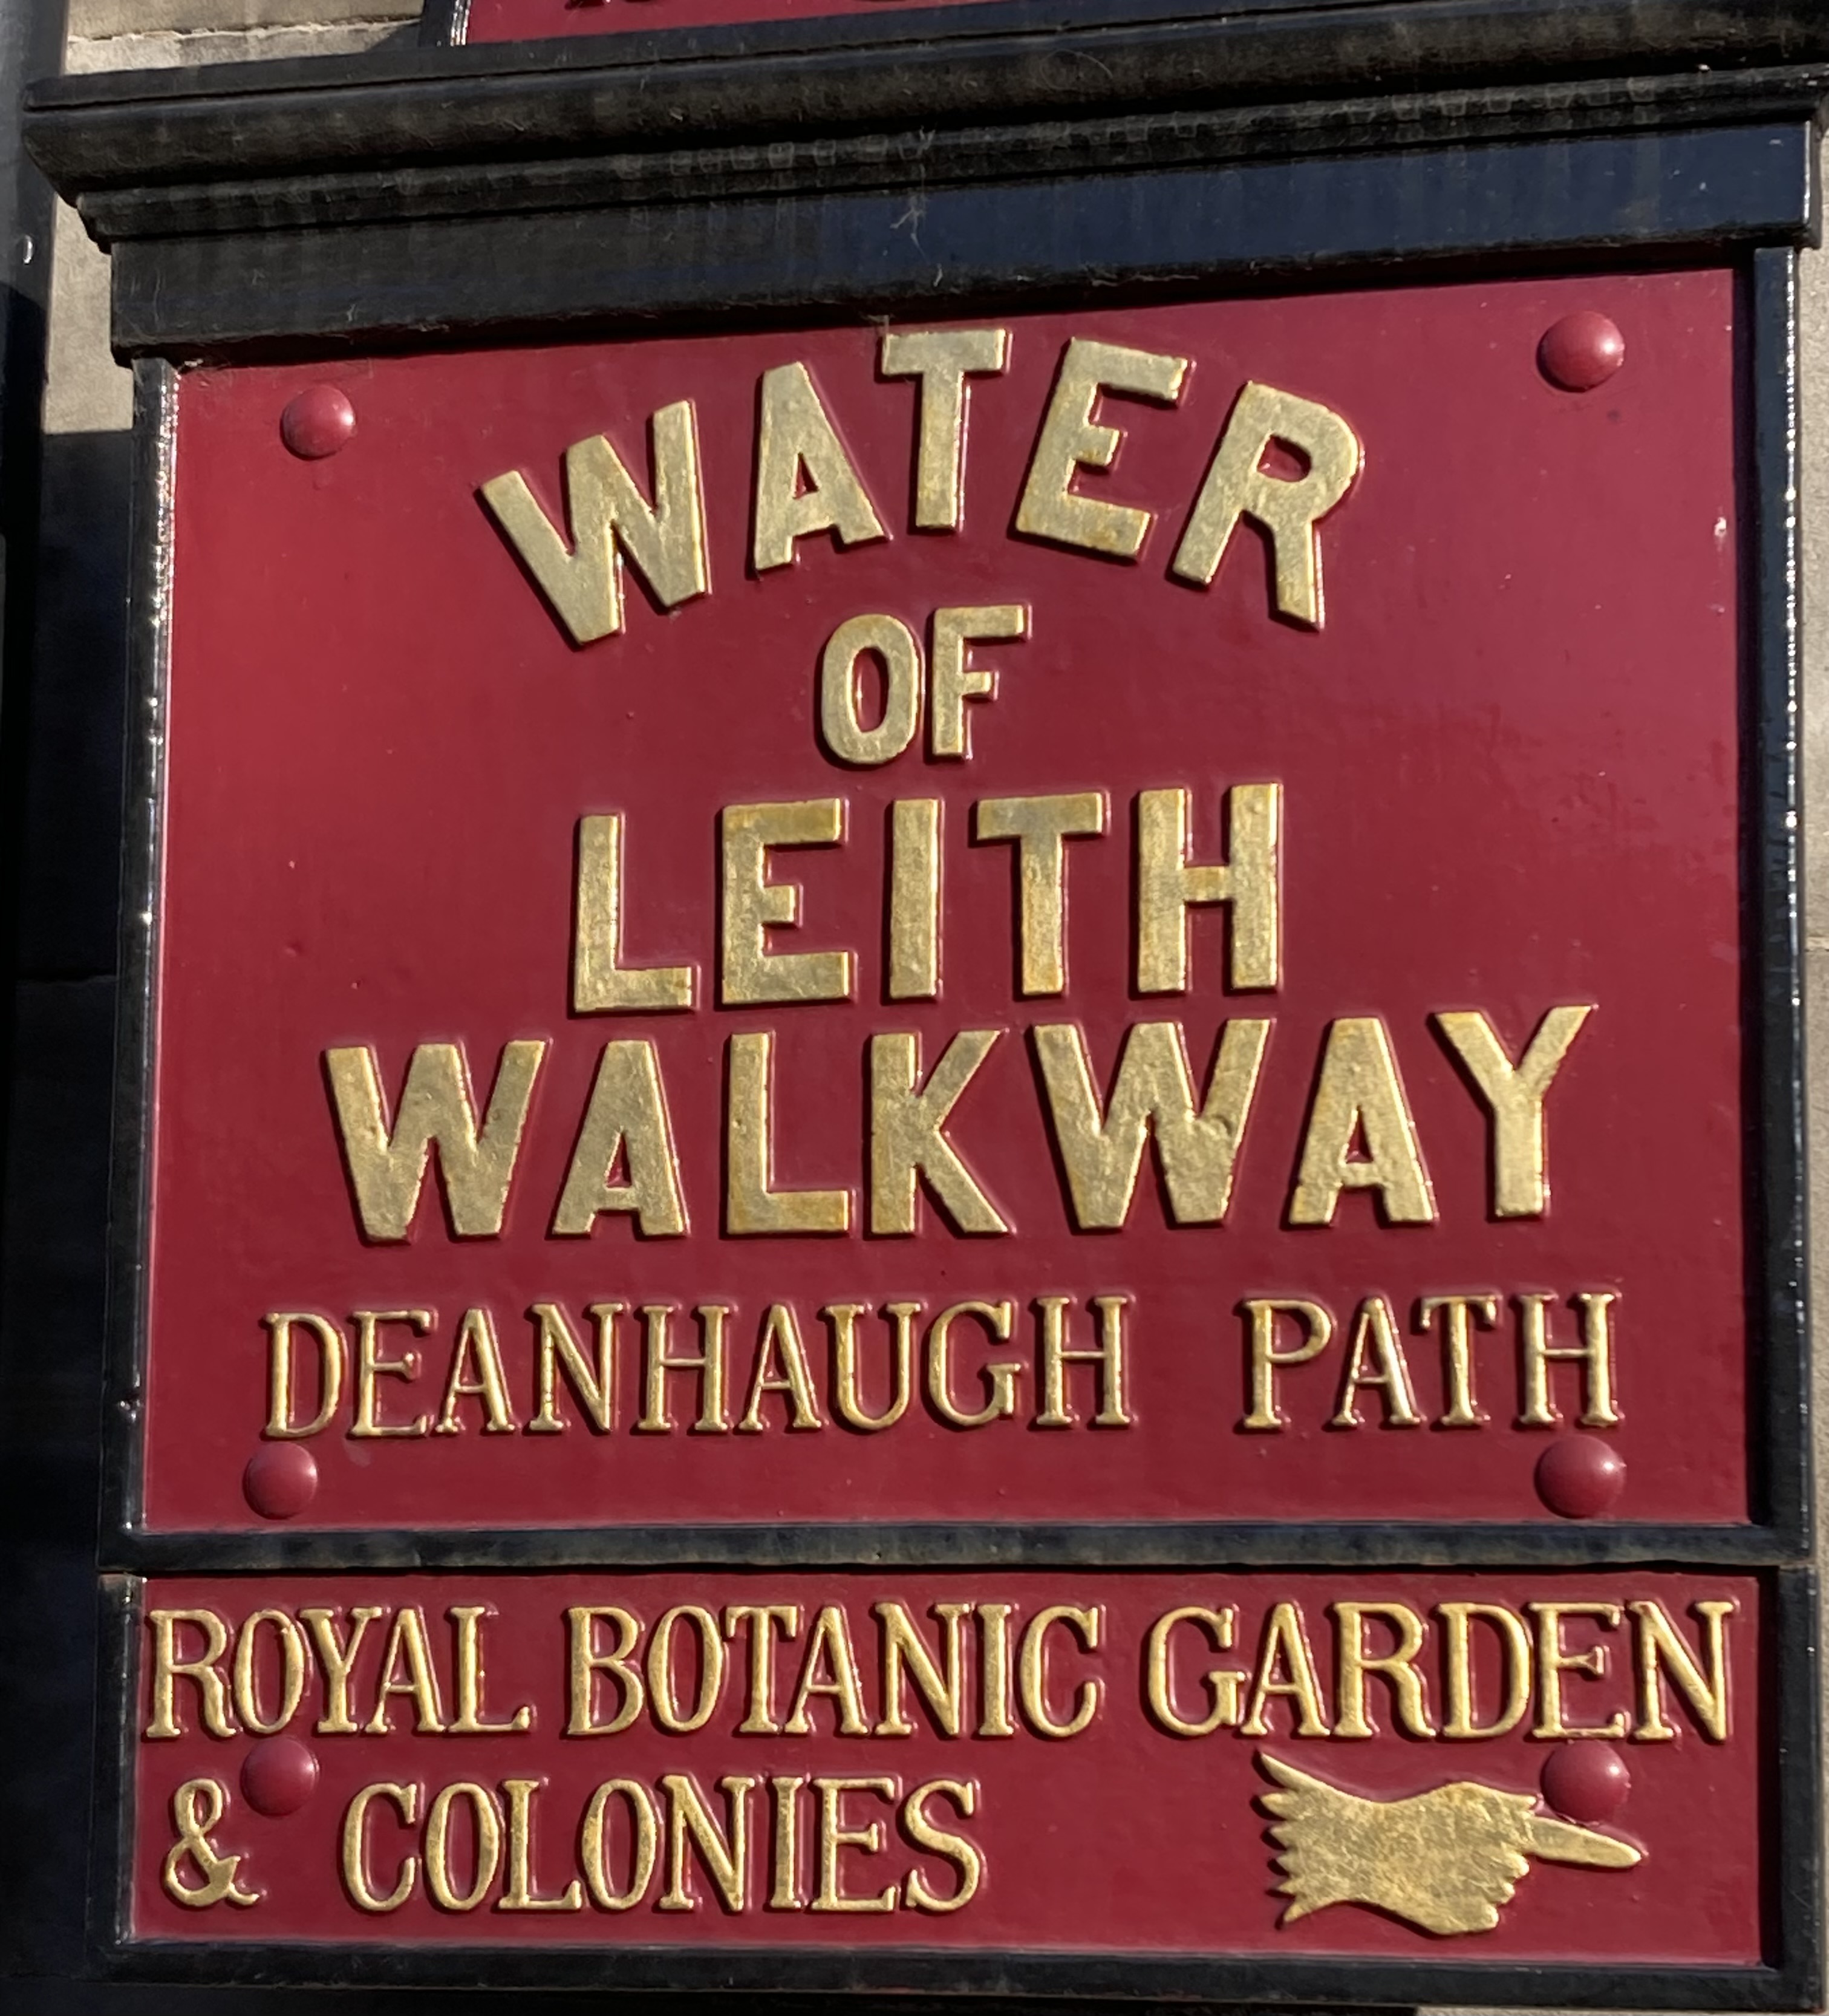 WATER
OF
LEITH
WALKWAY
DEANHAUGH PATH
ROYAL BOTANIC GARDEN
& COLONIES